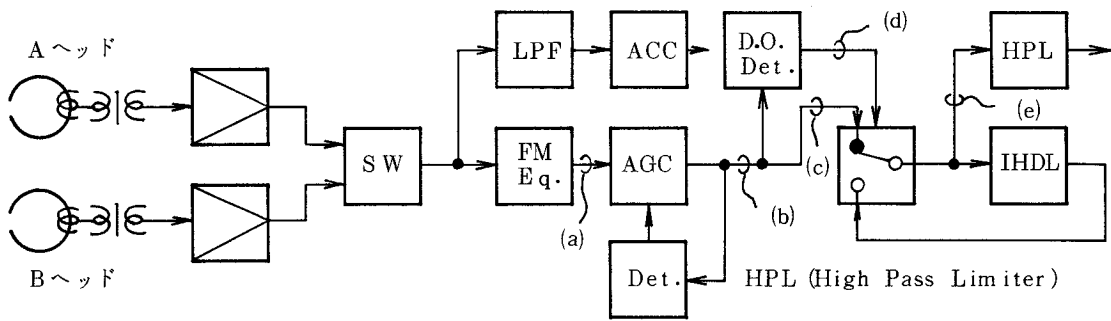 Aヘッド
Bヘッド
SW
LPF
ACC
FM
Eq.
AGC
Det.
D.O.
Det.
HPL
IHDL
(a)
(b)
(c)
(d)
(e)
HPL (High Pass Limiter)